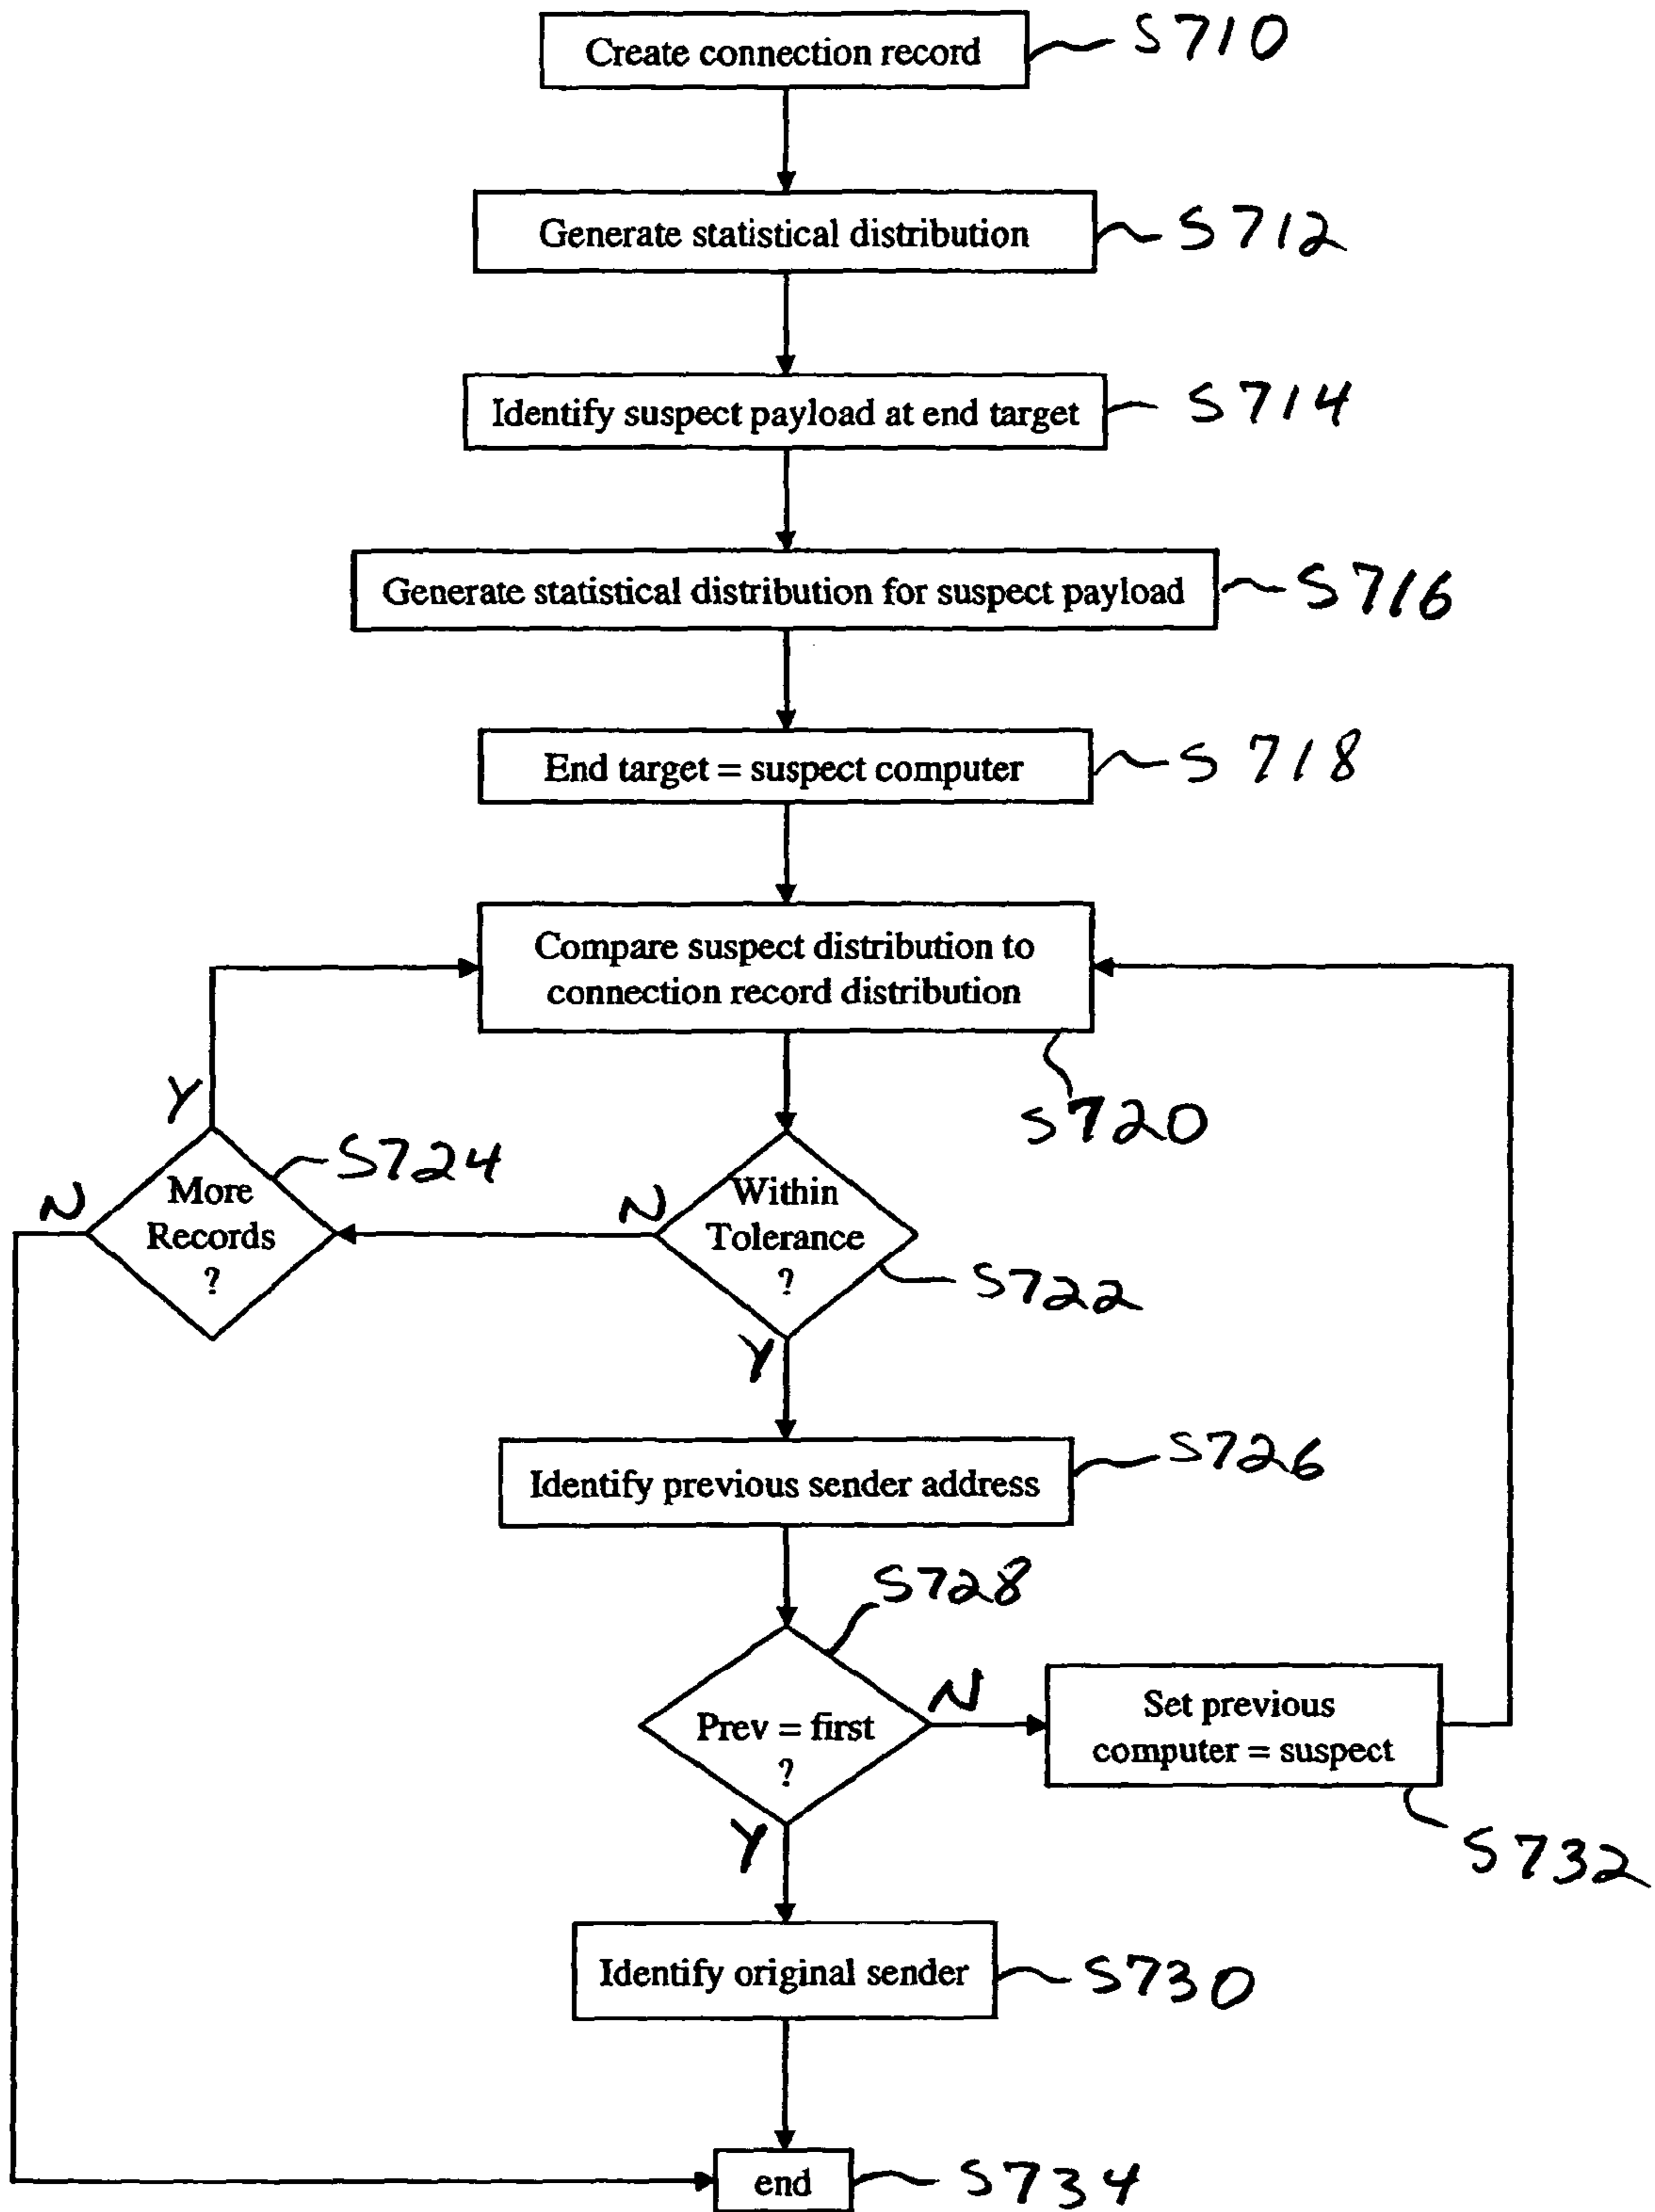 Create connection record
S710
Generate statistical distribution
S712
Identify suspect payload at end target
S714
Generate statistical distribution for suspect payload
S716
End target = suspect computer
S718
Compare suspect distribution to
connection record distribution
S720
Y
S724
N
More
Records
?
N
Within
Tolerance
?
S722
Y
Identify previous sender address
S726
S728
Prev = first
?
N
Set previous
computer = suspect
S732
Y
Identify original sender
S730
end
S734